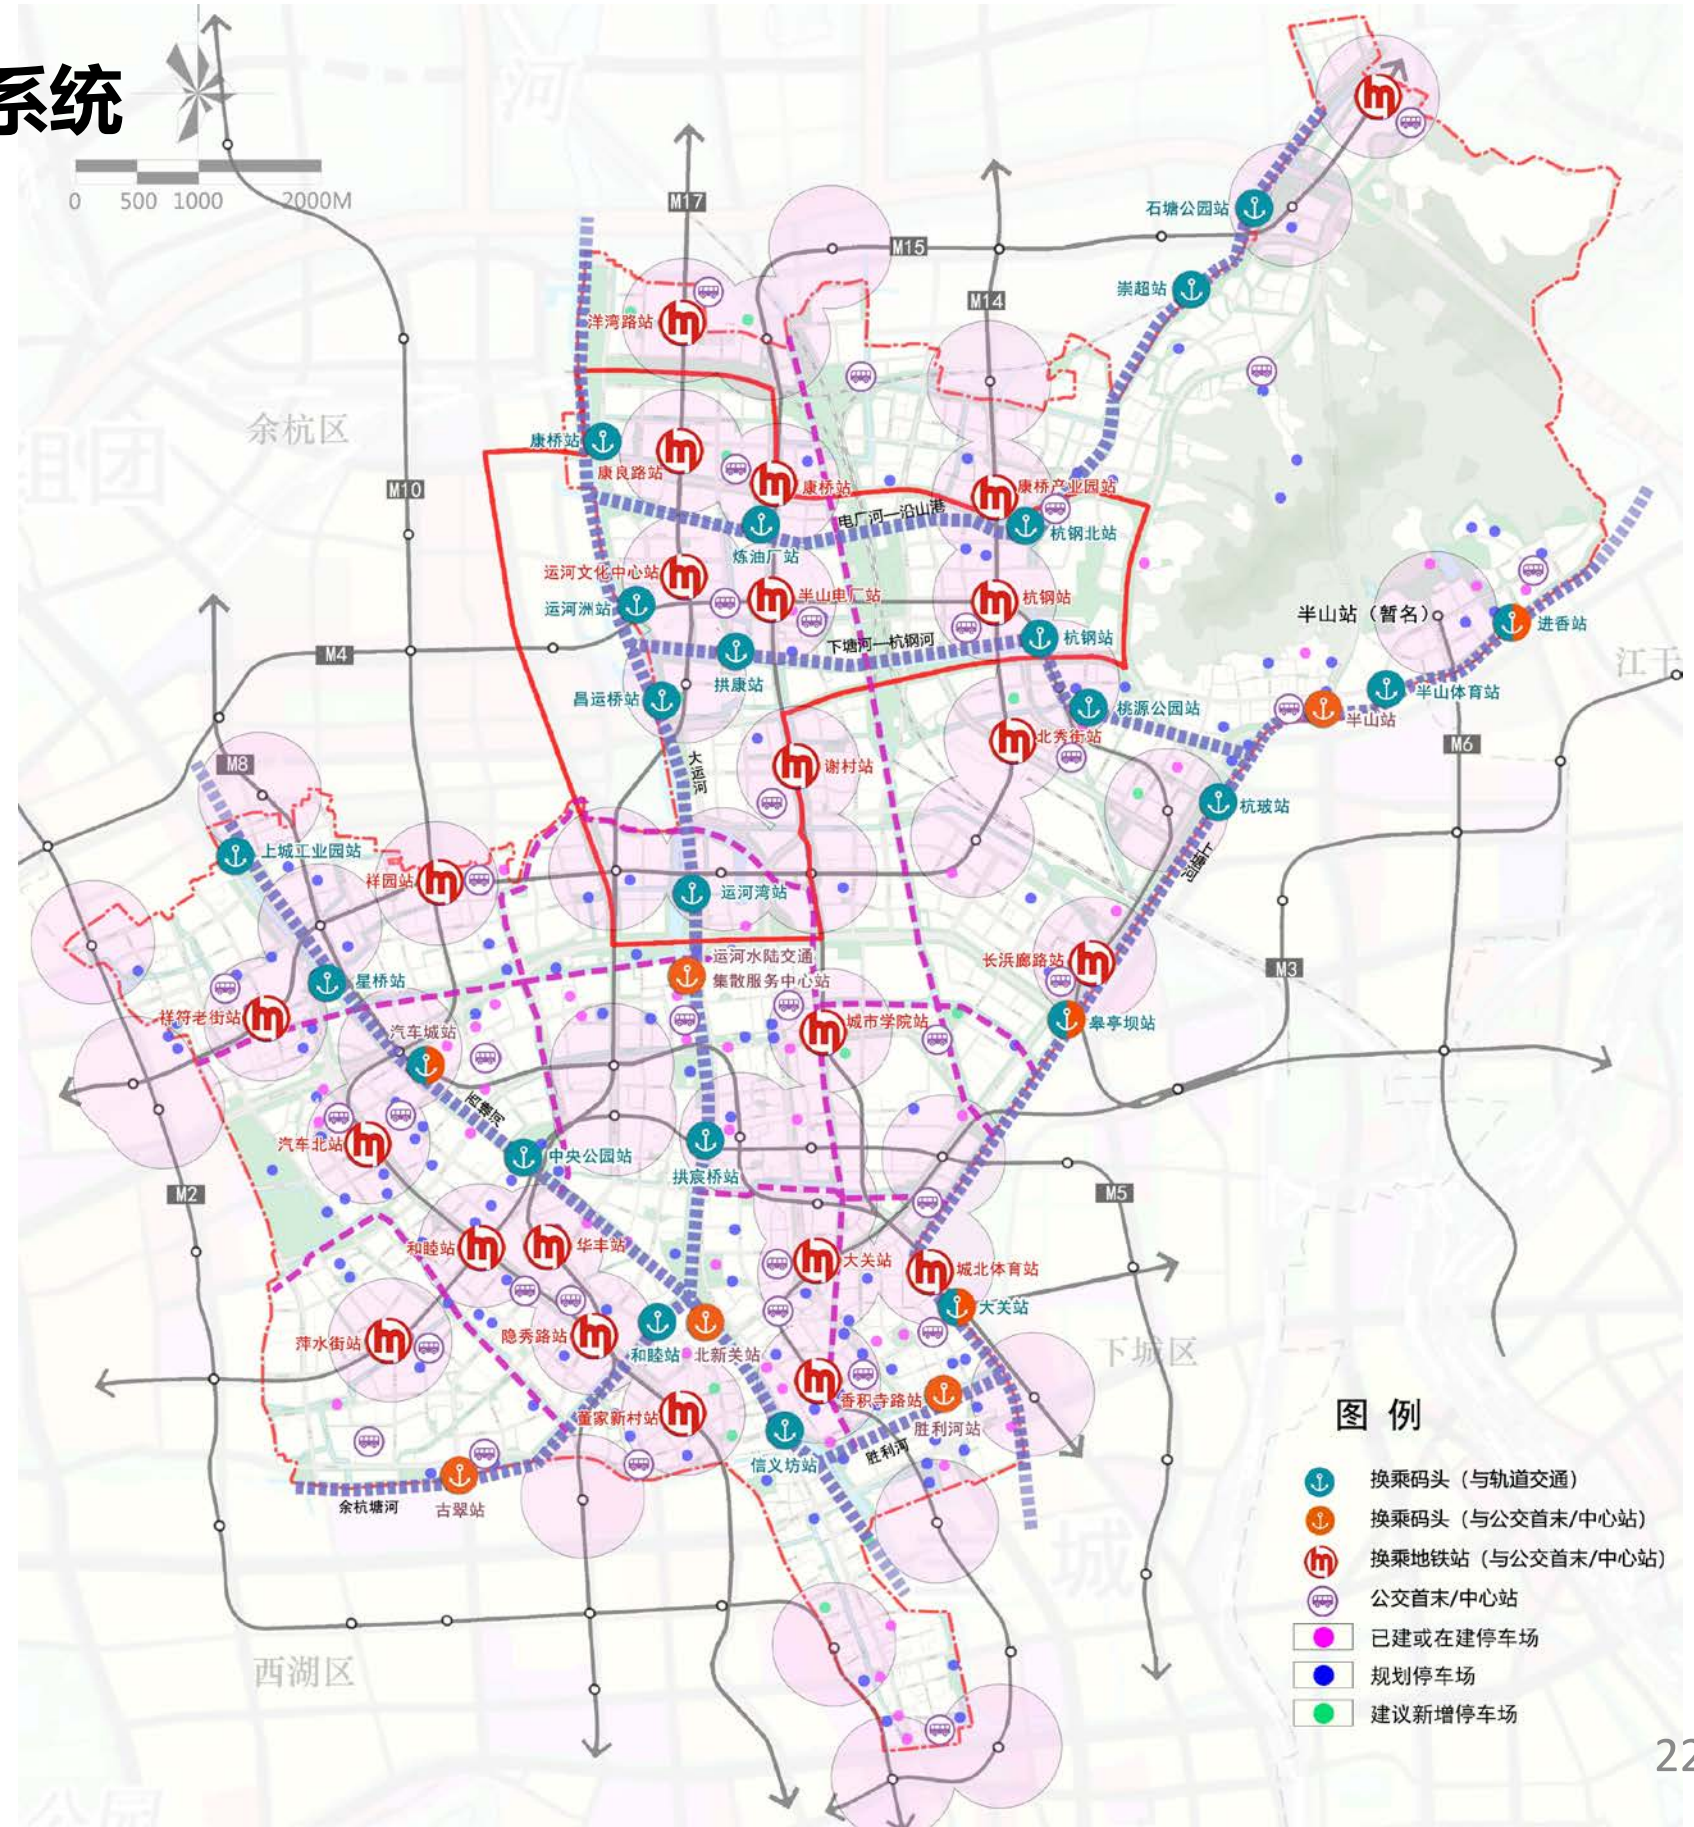 系统
河
0 500 1000 2000M
M17
M15
石塘公园站
崇超站
M14
洋湾路站
余杭区
组团
康桥站
康良路站
康桥站
康桥产业园站
M10
电厂河—沿山港
杭钢北站
炼油厂站
运河文化中心站
半山电厂站
杭钢站
运河洲站
半山站（暂名）
进香站
下塘河—杭钢河
杭钢站
M4
江干
拱康站
昌运桥站
半山体育站
桃源公园站
半山站
北秀街站
M6
M8
大运河
谢村站
杭玻站
上城工业园站
上塘河
祥园站
运河湾站
运河水陆交通
集散服务中心站
长浜廊路站
M3
星桥站
祥符老街站
汽车城站
城市学院站
皋亭坝站
西塘河
汽车北站
中央公园站
拱宸桥站
M2
M5
和睦站
华丰站
大关站
城北体育站
大关站
萍水街站
隐秀路站
和睦站
北新关站
下城区
董家新村站
香积寺路站
胜利河站
图 例
信义坊站
胜利河
余杭塘河
古翠站
换乘码头（与轨道交通）
换乘码头（与公交首末/中心站）
换乘地铁站（与公交首末/中心站）
公交首末/中心站
已建或在建停车场
规划停车场
建议新增停车场
城
西湖区
22
公园